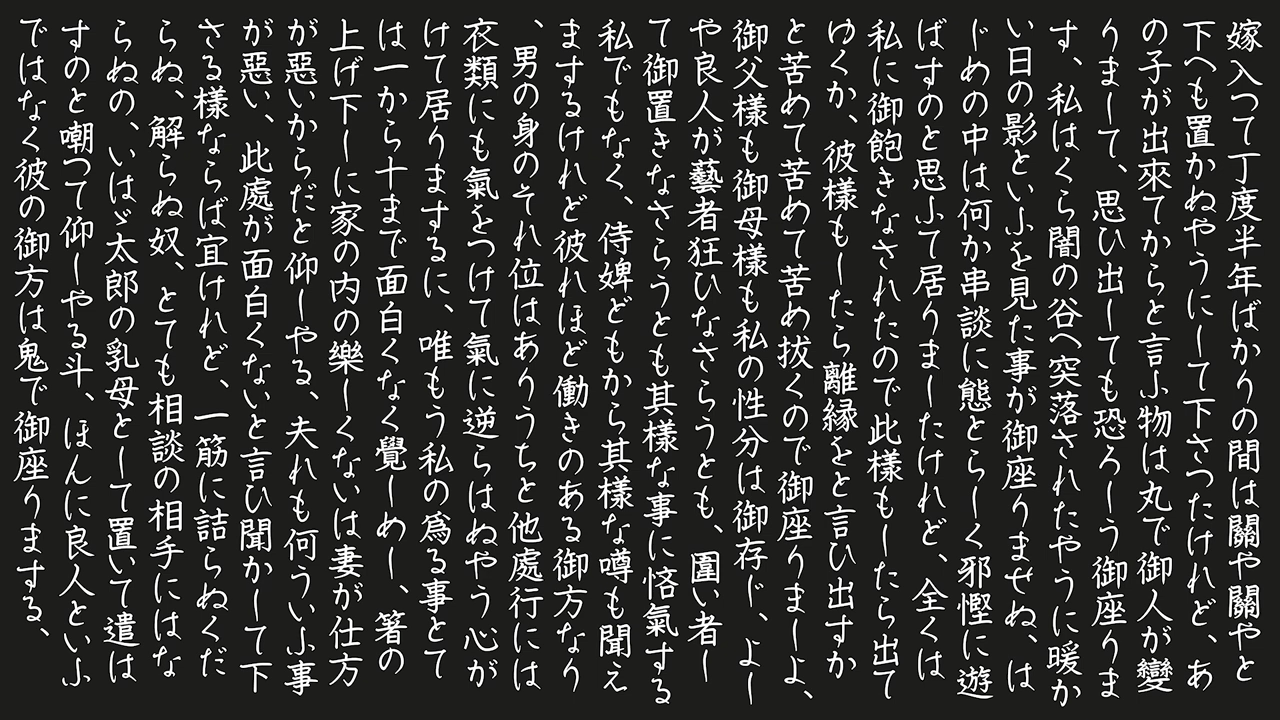 嫁入つて丁度半年ばかりの間は關や關やと
下へも置かぬやうにして下さつたけれど、あ
の子が出來てからと言ふ物は丸で御人が變
りまして、思ひ出しても恐ろしう御座りま
す、私はくら闇の谷へ突落されたやうに暖か
い日の影といふを見た事が御座りませぬ、は
じめの中は何か串談に態とらしく邪慳に遊
ばすのと思ふて居りましたけれど、全くは
私に御飽きなされたので此樣もしたら出て
ゆくか、彼樣もしたら離縁をと言ひ出すか
と苦めて苦めて苦め拔くので御座りましよ、
御父樣も御母樣も私の性分は御存じ、よし
や良人が藝者狂ひなさらうとも、圍い者し
て御置きなさらうとも其樣な事に悋氣する
私でもなく、侍婢どもから其樣な噂も聞え
まするけれど彼れほど働きのある御方なり
、男の身のそれ位はありうちと他處行には
衣類にも氣をつけて氣に逆らはぬやう心が
けて居りまするに、唯もう私の爲る事とて
は一から十まで面白くなく覺しめし、箸の
上げ下しに家の内の樂しくないは妻が仕方
が惡いからだと仰しやる、夫れも何ういふ事
が惡い、此處が面白くないと言ひ聞かして下
さる樣ならば宜けれど、一筋に詰らぬくだ
らぬ、解らぬ奴、とても相談の相手にはな
らぬの、いはゞ太郎の乳母として置いて遣は
すのと嘲つて仰しやる斗、ほんに良人といふ
ではなく彼の御方は鬼で御座りまする、